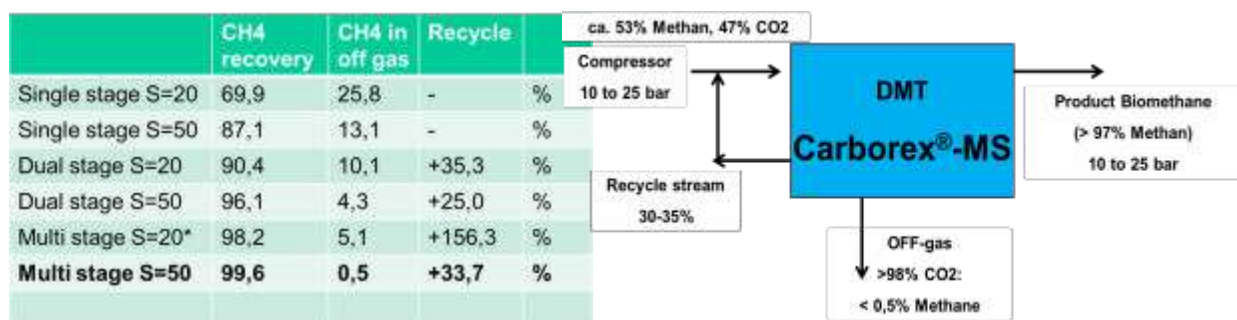 CH4 recovery CH4 in off gas Recycle
Single stage S=20 69,9 25,8 - %
Single stage S=50 87,1 13,1 - %
Dual stage S=20 90,4 10,1 +35,3 %
Dual stage S=50 96,1 4,3 +25,0 %
Multi stage S=20* 98,2 5,1 +156,3 %
Multi stage S=50 99,6 0,5 +33,7 %
ca. 53% Methan, 47% CO2
Compressor
10 to 25 bar
Recycle stream
30-35%
DMT
Carborex®-MS
Product Biomethane
(> 97% Methan)
10 to 25 bar
OFF-gas
>98% CO2:
< 0,5% Methane